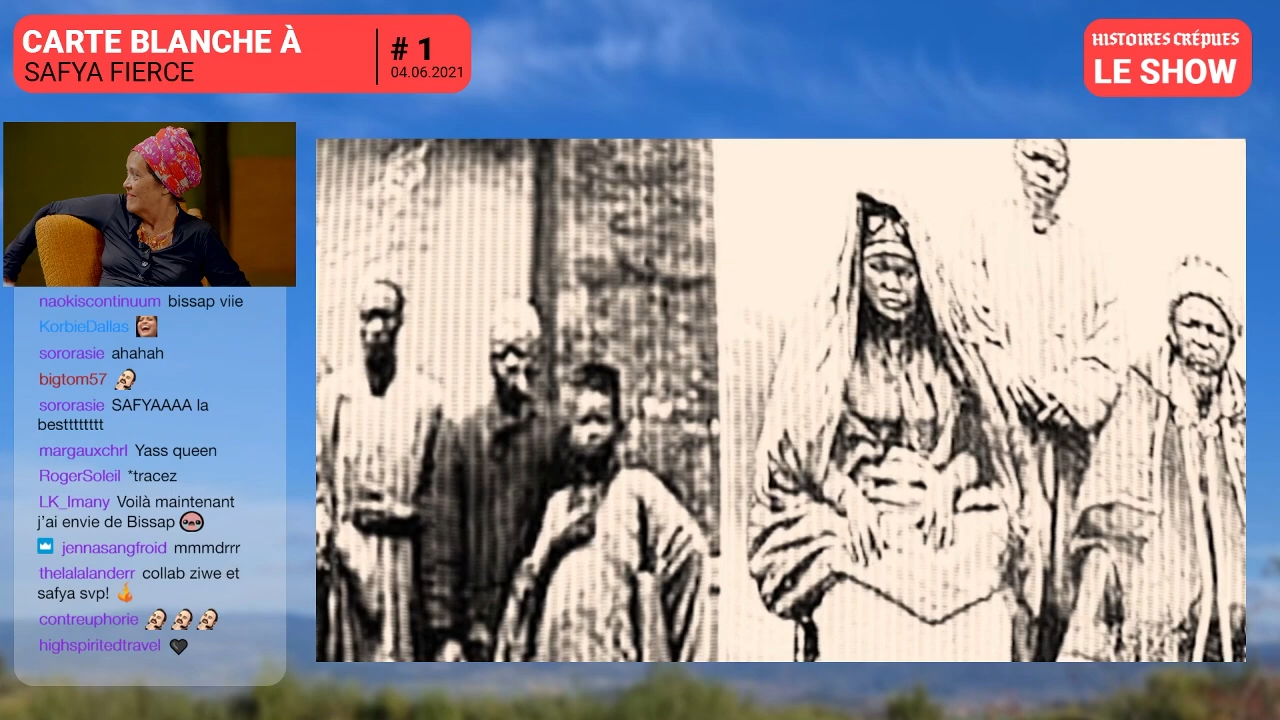 CARTE BLANCHE À
SAFYA FIERCE
# 1
04.06.2021
HISTOIRES CRÉPUES
LE SHOW
naokiscontinuum bissap viie
KorbieDallas
sororasie ahahah
bigtom57
sororasie SAFYAAAA la
bestttttttt
margauxchrl Yass queen
RogerSoleil *tracez
LK_Imany Voilà maintenant
j'ai envie de Bissap
jennasangfroid mmmdrrr
thelalalanderr collab ziwe et
safya svp!
contreuphorie
highspiritedtravel